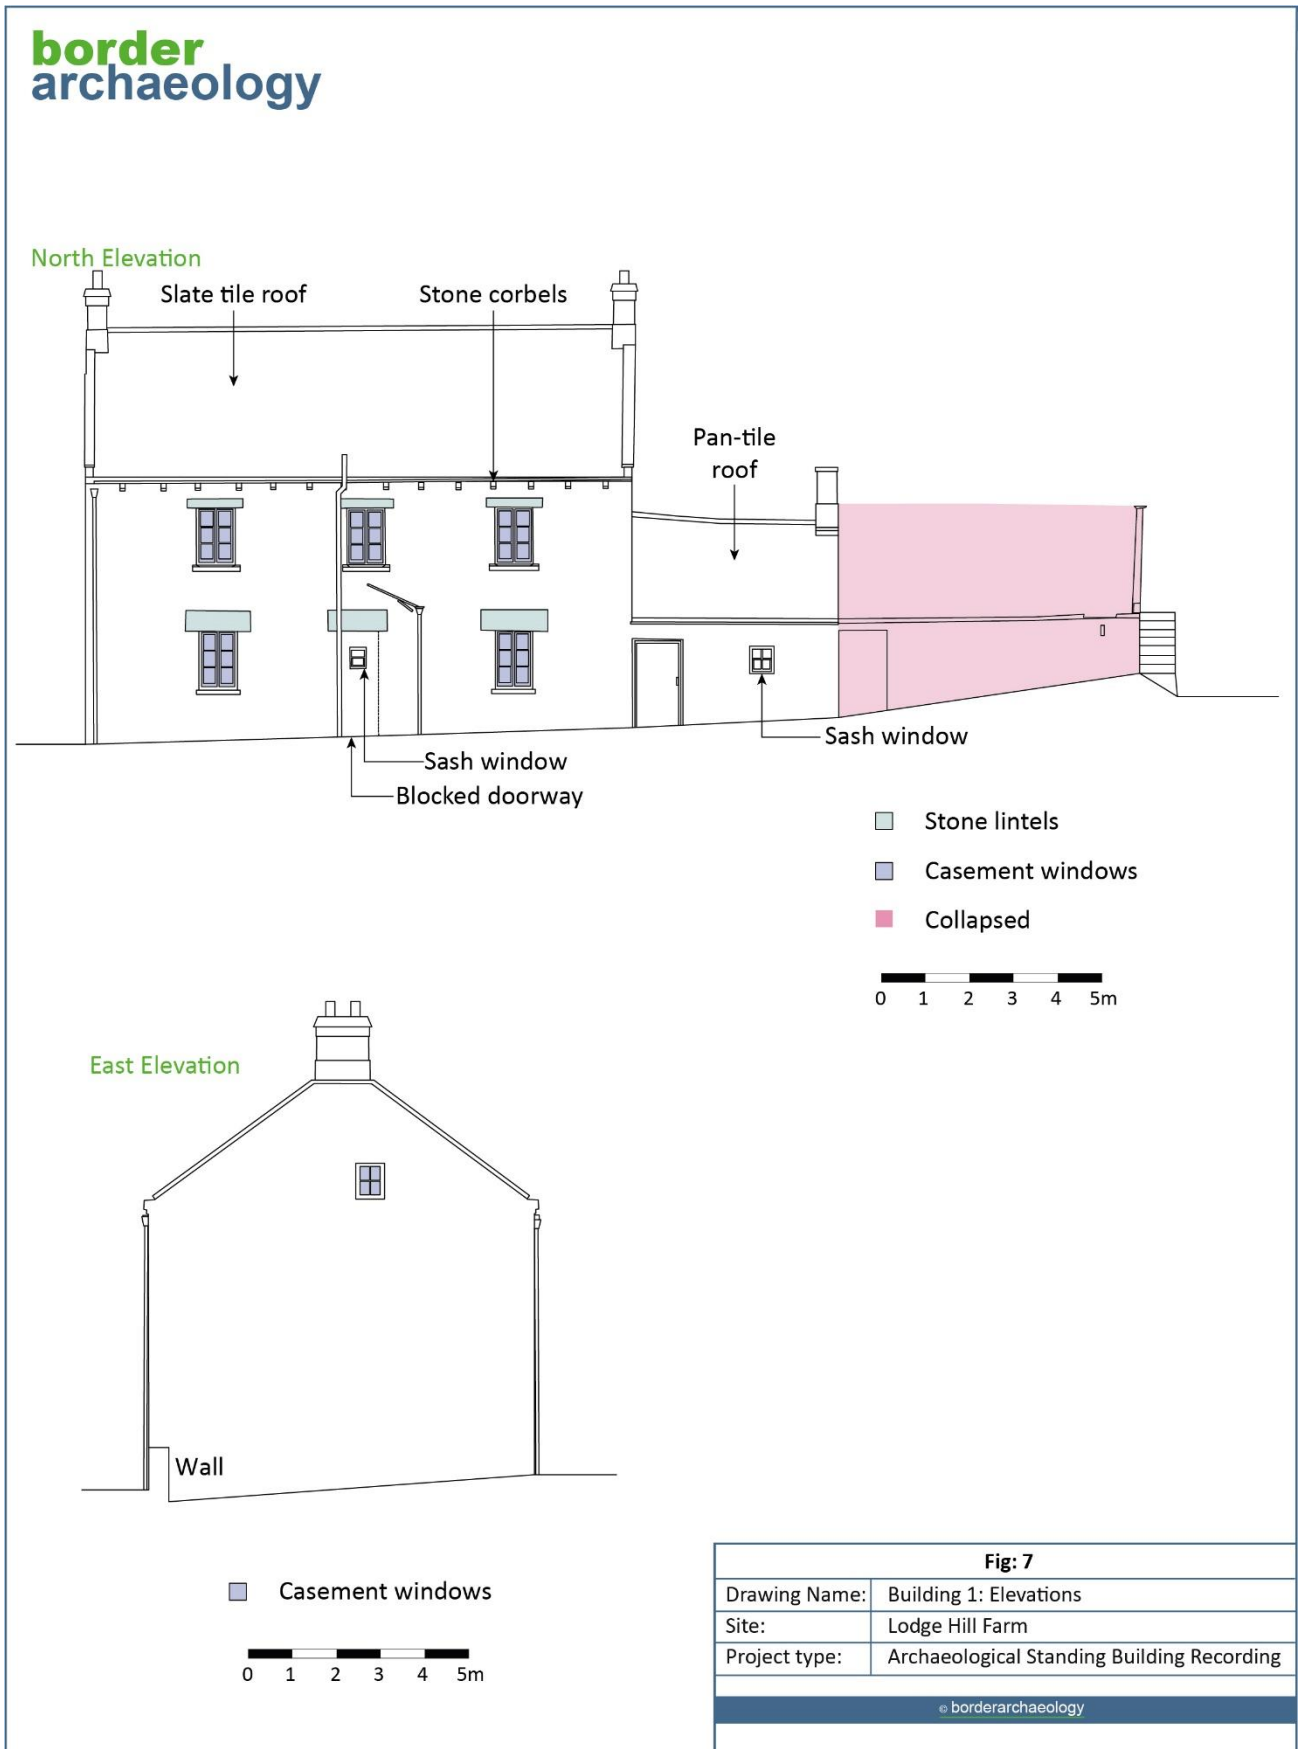 border
archaeology
North Elevation
Slate tile roof
Stone corbels
Pan-tile
roof
Sash window
Sash window
Blocked doorway
Stone lintels
Casement windows
Collapsed
0 1 2 3 4 5m
East Elevation
Wall
Casement windows
0 1 2 3 4 5m
Fig: 7
Drawing Name: Building 1: Elevations
Site: Lodge Hill Farm
Project type: Archaeological Standing Building Recording
© borderarchaeology